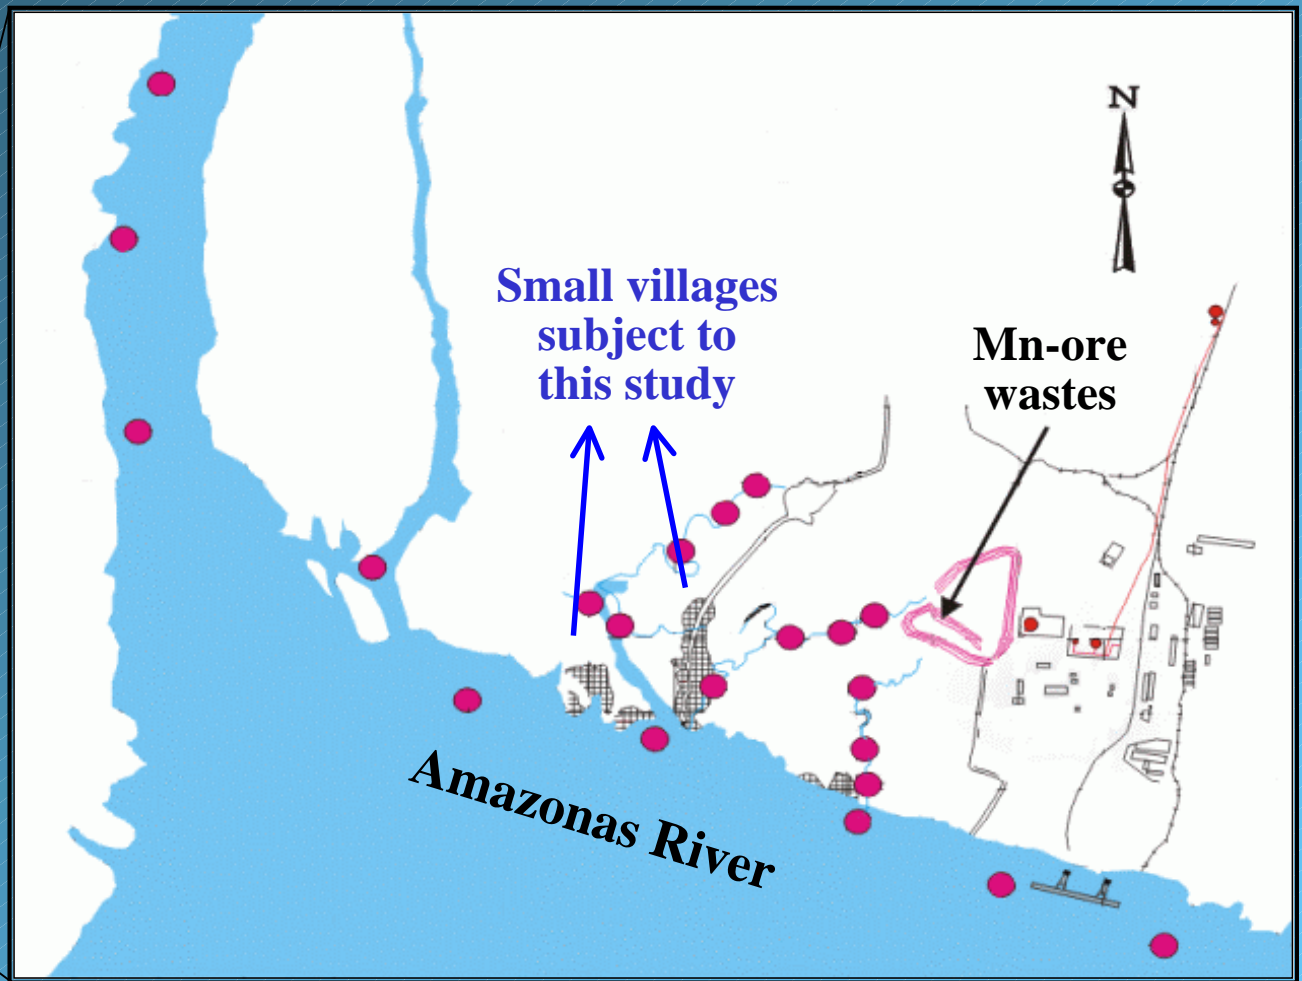 N
Small villages
subject to
this study
Mn-ore
wastes
Amazonas River